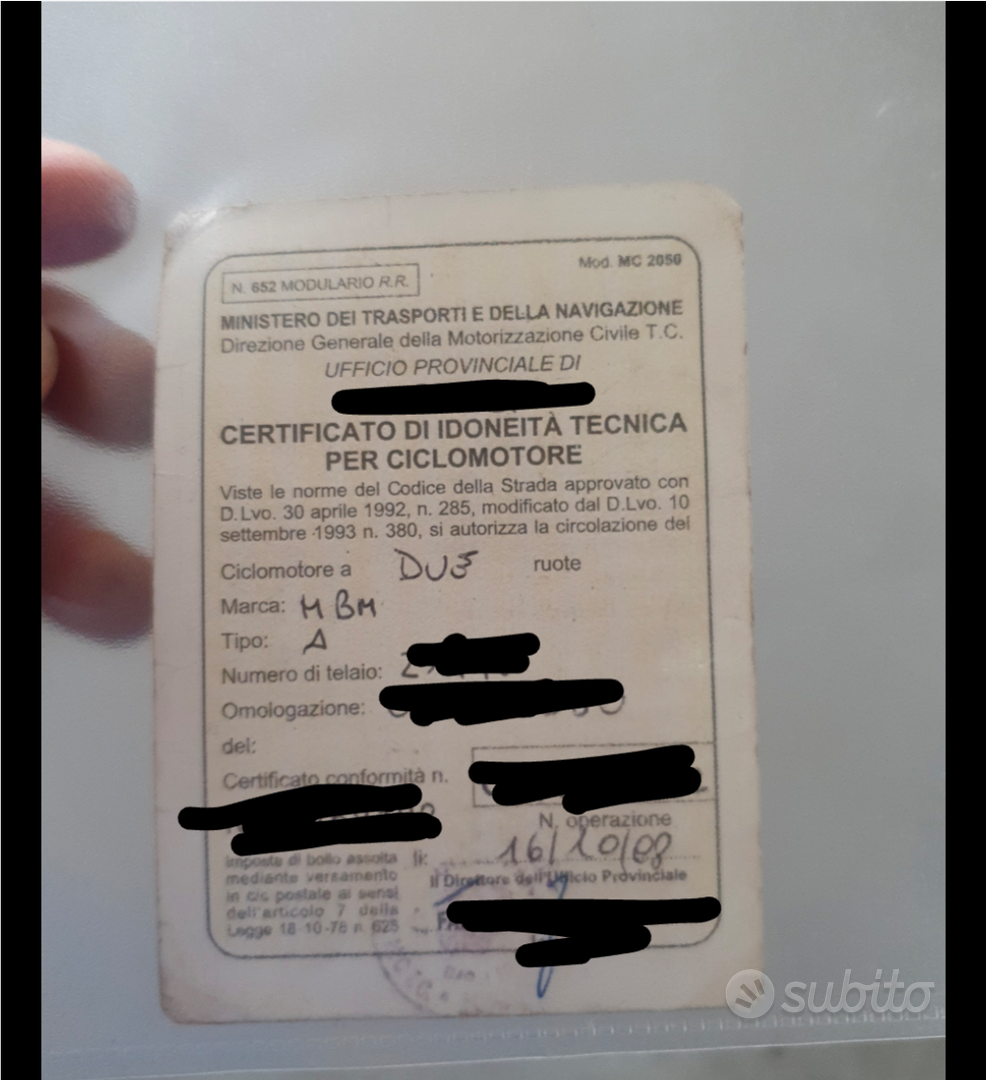 Mod. MC 2050
N. 652 MODULARIO R.R.
MINISTERO DEI TRASPORTI E DELLA NAVIGAZIONE
Direzione Generale della Motorizzazione Civile T.C.
UFFICIO PROVINCIALE DI
CERTIFICATO DI IDONEITÀ TECNICA
PER CICLOMOTORE
Viste le norme del Codice della Strada approvato con
D.Lvo. 30 aprile 1992, n. 285, modificato dal D.Lvo. 10
settembre 1993 n. 380, si autorizza la circolazione del
Ciclomotore a DUE ruote
Marca: MBM
Tipo: A
Numero di telaio:
Omologazione:
del:
Certificato conformità n.
N. operazione
Imposta di bollo assolta
mediante versamento
in c/c postale ai sensi
dell'articolo 7 della
Legge 18-10-78 n. 625
lì: 16/10/
Il Direttore dell'Ufficio Provinciale
subito